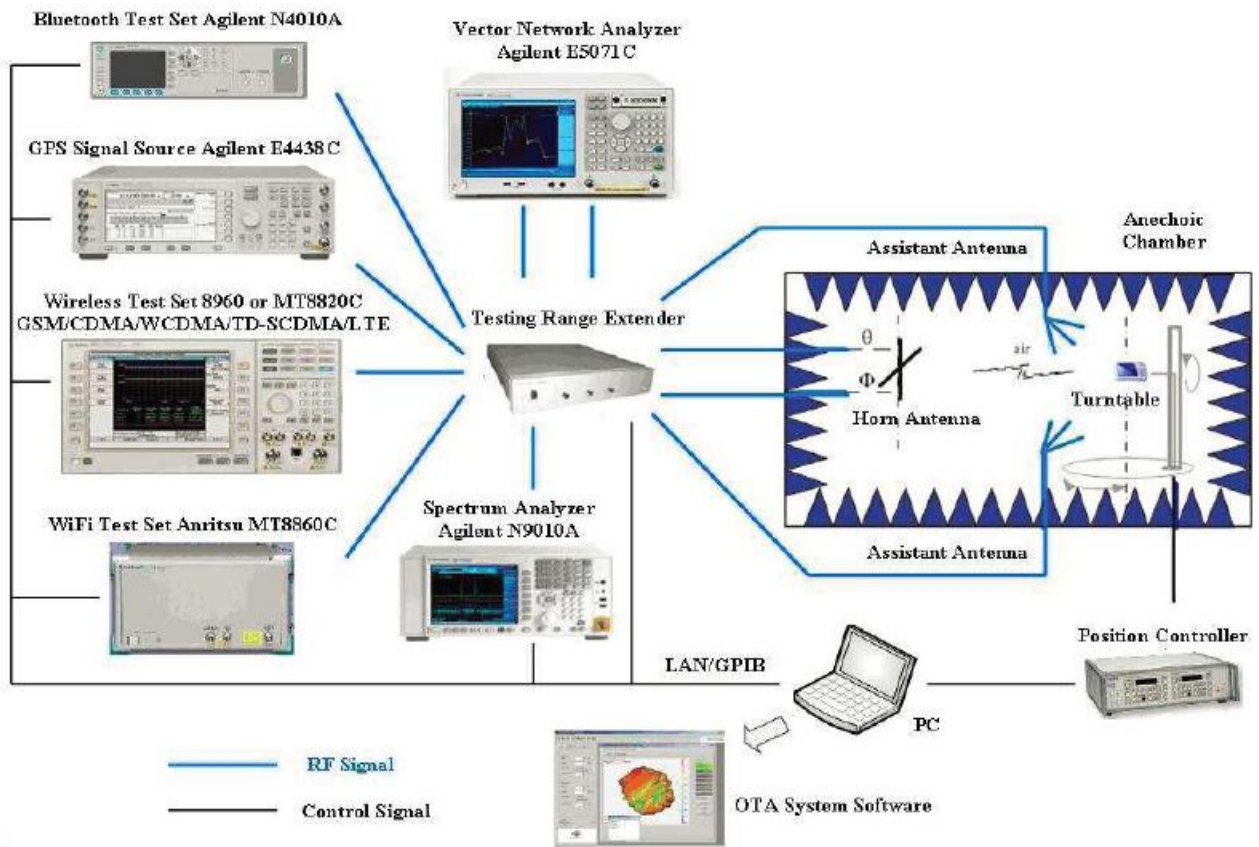 Bluetooth Test Set Agilent N4010A
Vector Network Analyzer
Agilent E5071C
GPS Signal Source Agilent E4438C
Anechoic
Chamber
Assistant Antenna
Wireless Test Set 8960 or MT8820C
GSM/CDMA/WCDMA/TD-SCDMA/LTE
Testing Range Extender
θ
air
Φ
Turntable
Horn Antenna
WiFi Test Set Anritsu MT8860C
Spectrum Analyzer
Agilent N9010A
Assistant Antenna
Position Controller
LAN/GPIB
PC
RF Signal
Control Signal
OTA System Software